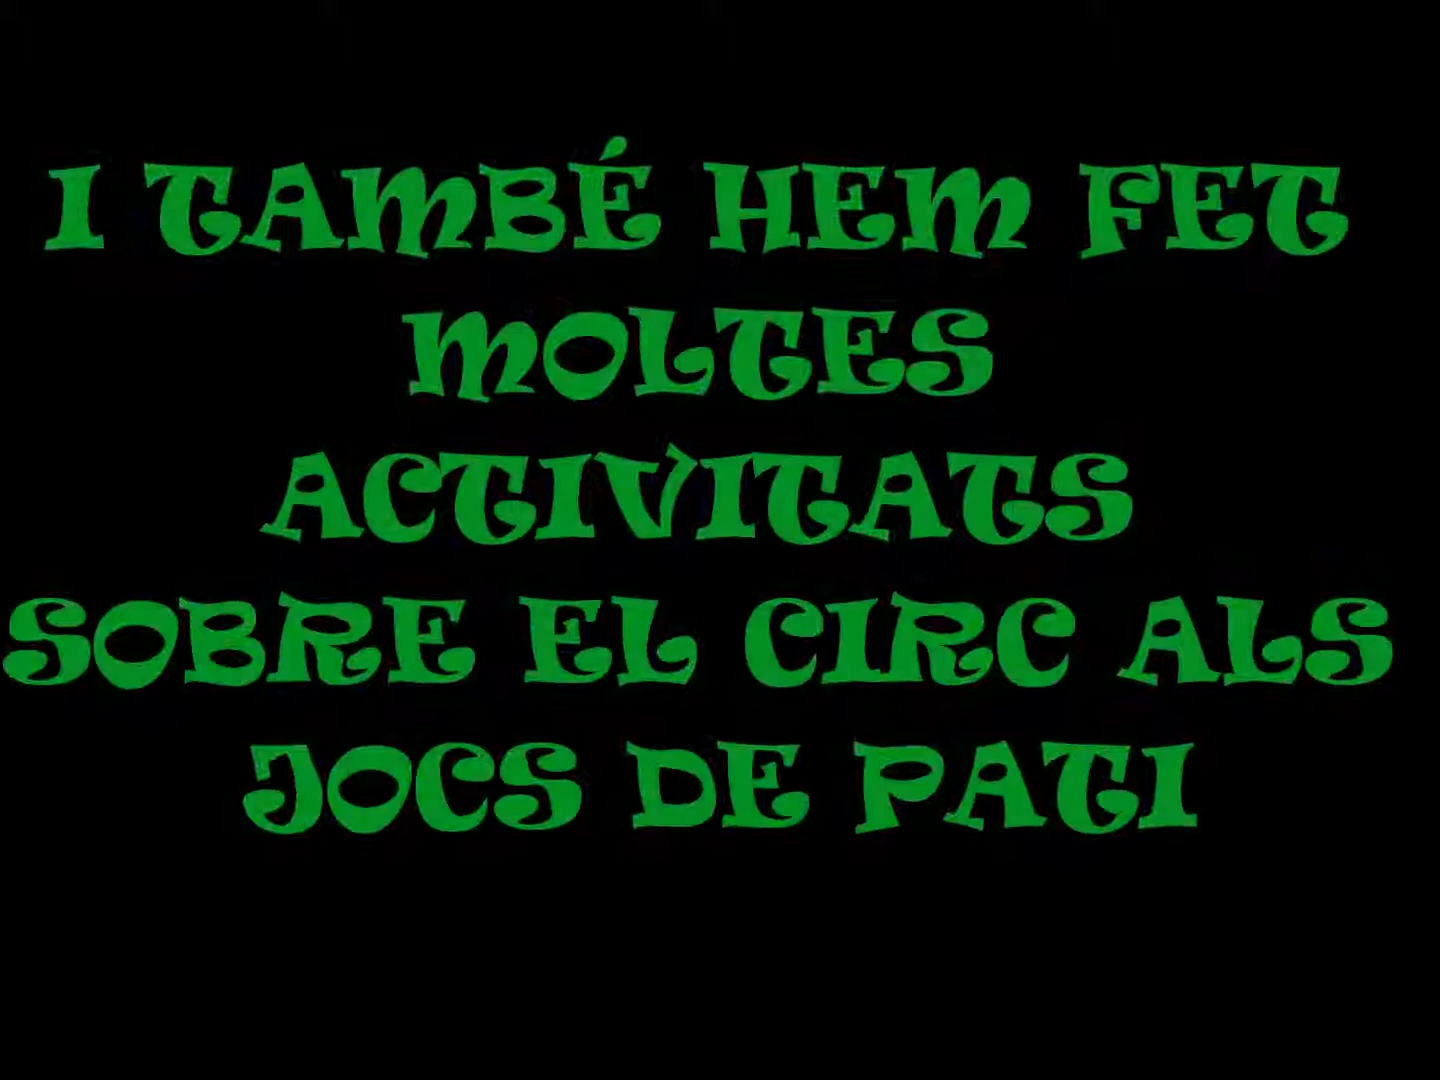 I TAMBÉ HEM FET
MOLTES
ACTIVITATS
SOBRE EL CIRC ALS
JOCS DE PATI